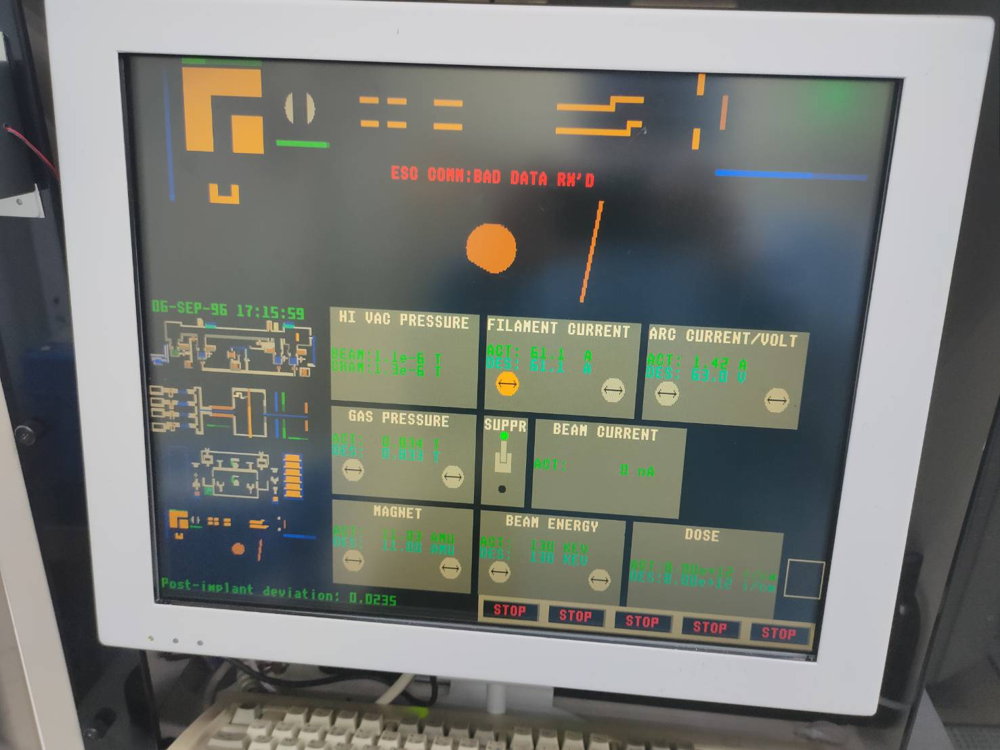 ESC COMM:BAD DATA RX'D
06-SEP-96 17:15:59
HI VAC PRESSURE
BEAM:1.1e-6 T
CHAM:1.3e-6 T
FILAMENT CURRENT
ACT: 61.1 A
DES: 61.1 A
ARC CURRENT/VOLT
ACT: 1.42 A
DES: 63.0 V
GAS PRESSURE
ACT: 0.034 T
DES: 0.033 T
SUPPR
BEAM CURRENT
ACT: 0 nA
MAGNET
ACT: 11.03 AMU
DES: 11.00 AMU
BEAM ENERGY
ACT: 130 KEV
DES: 130 KEV
DOSE
ACT:8.00e+12 i/cm
DES:8.00e+12 i/cm
Post-implant deviation: 0.0235
STOP STOP STOP STOP STOP